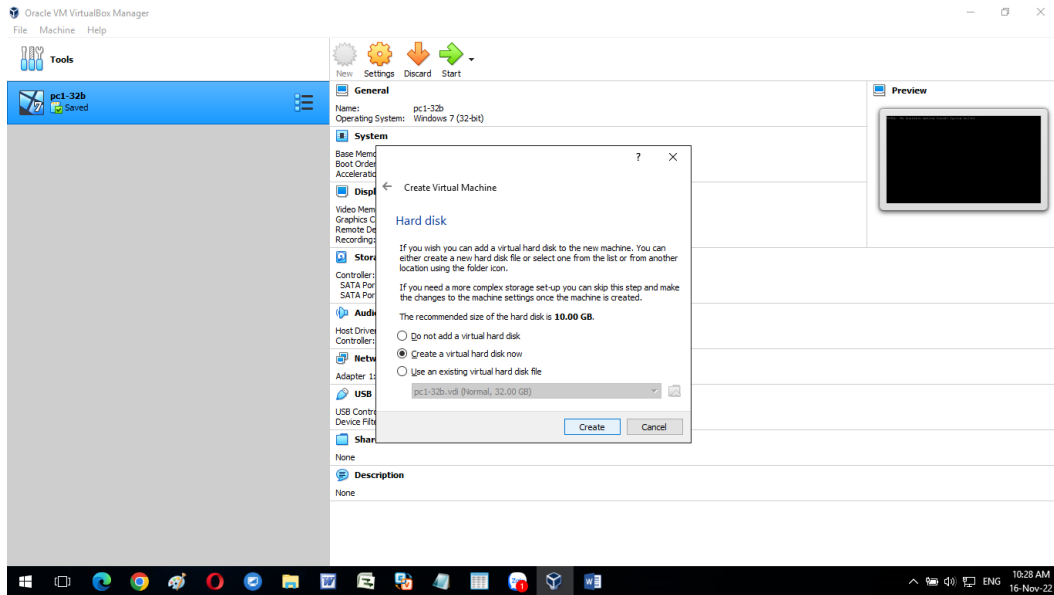 Oracle VM VirtualBox Manager
File Machine Help
Tools
New Settings Discard Start
pc1-32b
Saved
General
Name: pc1-32b
Operating System: Windows 7 (32-bit)
Preview
System
Base Memo
Boot Order
Acceleratio
Displ
Video Mem
Graphics C
Remote De
Recording:
Stora
Controller:
SATA Por
SATA Por
Audio
Host Driver
Controller:
Netw
Adapter 1:
USB
USB Contro
Device Filte
Shar
None
Description
None
?
Create Virtual Machine
Hard disk
If you wish you can add a virtual hard disk to the new machine. You can
either create a new hard disk file or select one from the list or from another
location using the folder icon.
If you need a more complex storage set-up you can skip this step and make
the changes to the machine settings once the machine is created.
The recommended size of the hard disk is 10.00 GB.
Do not add a virtual hard disk
Create a virtual hard disk now
Use an existing virtual hard disk file
pc1-32b.vdi (Normal, 32.00 GB)
Create Cancel
ENG
10:28 AM
16-Nov-22